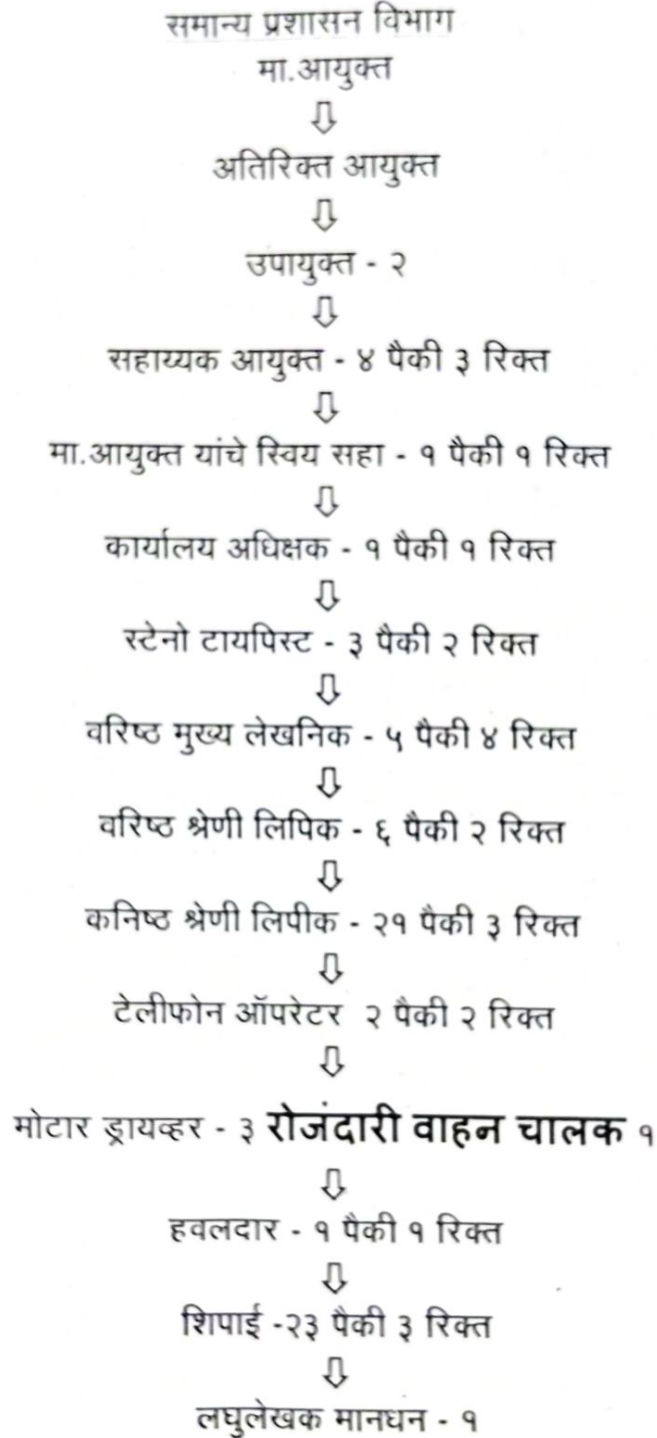 समान्य प्रशासन विभाग
मा.आयुक्त
⇩
अतिरिक्त आयुक्त
⇩
उपायुक्त - २
⇩
सहाय्यक आयुक्त - ४ पैकी ३ रिक्त
⇩
मा.आयुक्त यांचे स्विय सहा - १ पैकी १ रिक्त
⇩
कार्यालय अधिक्षक - १ पैकी १ रिक्त
⇩
स्टेनो टायपिस्ट - ३ पैकी २ रिक्त
⇩
वरिष्ठ मुख्य लेखनिक - ५ पैकी ४ रिक्त
⇩
वरिष्ठ श्रेणी लिपिक - ६ पैकी २ रिक्त
⇩
कनिष्ठ श्रेणी लिपीक - २१ पैकी ३ रिक्त
⇩
टेलीफोन ऑपरेटर २ पैकी २ रिक्त
⇩
मोटार ड्रायव्हर - ३ रोजंदारी वाहन चालक १
⇩
हवलदार - १ पैकी १ रिक्त
⇩
शिपाई -२३ पैकी ३ रिक्त
⇩
लघुलेखक मानधन - १